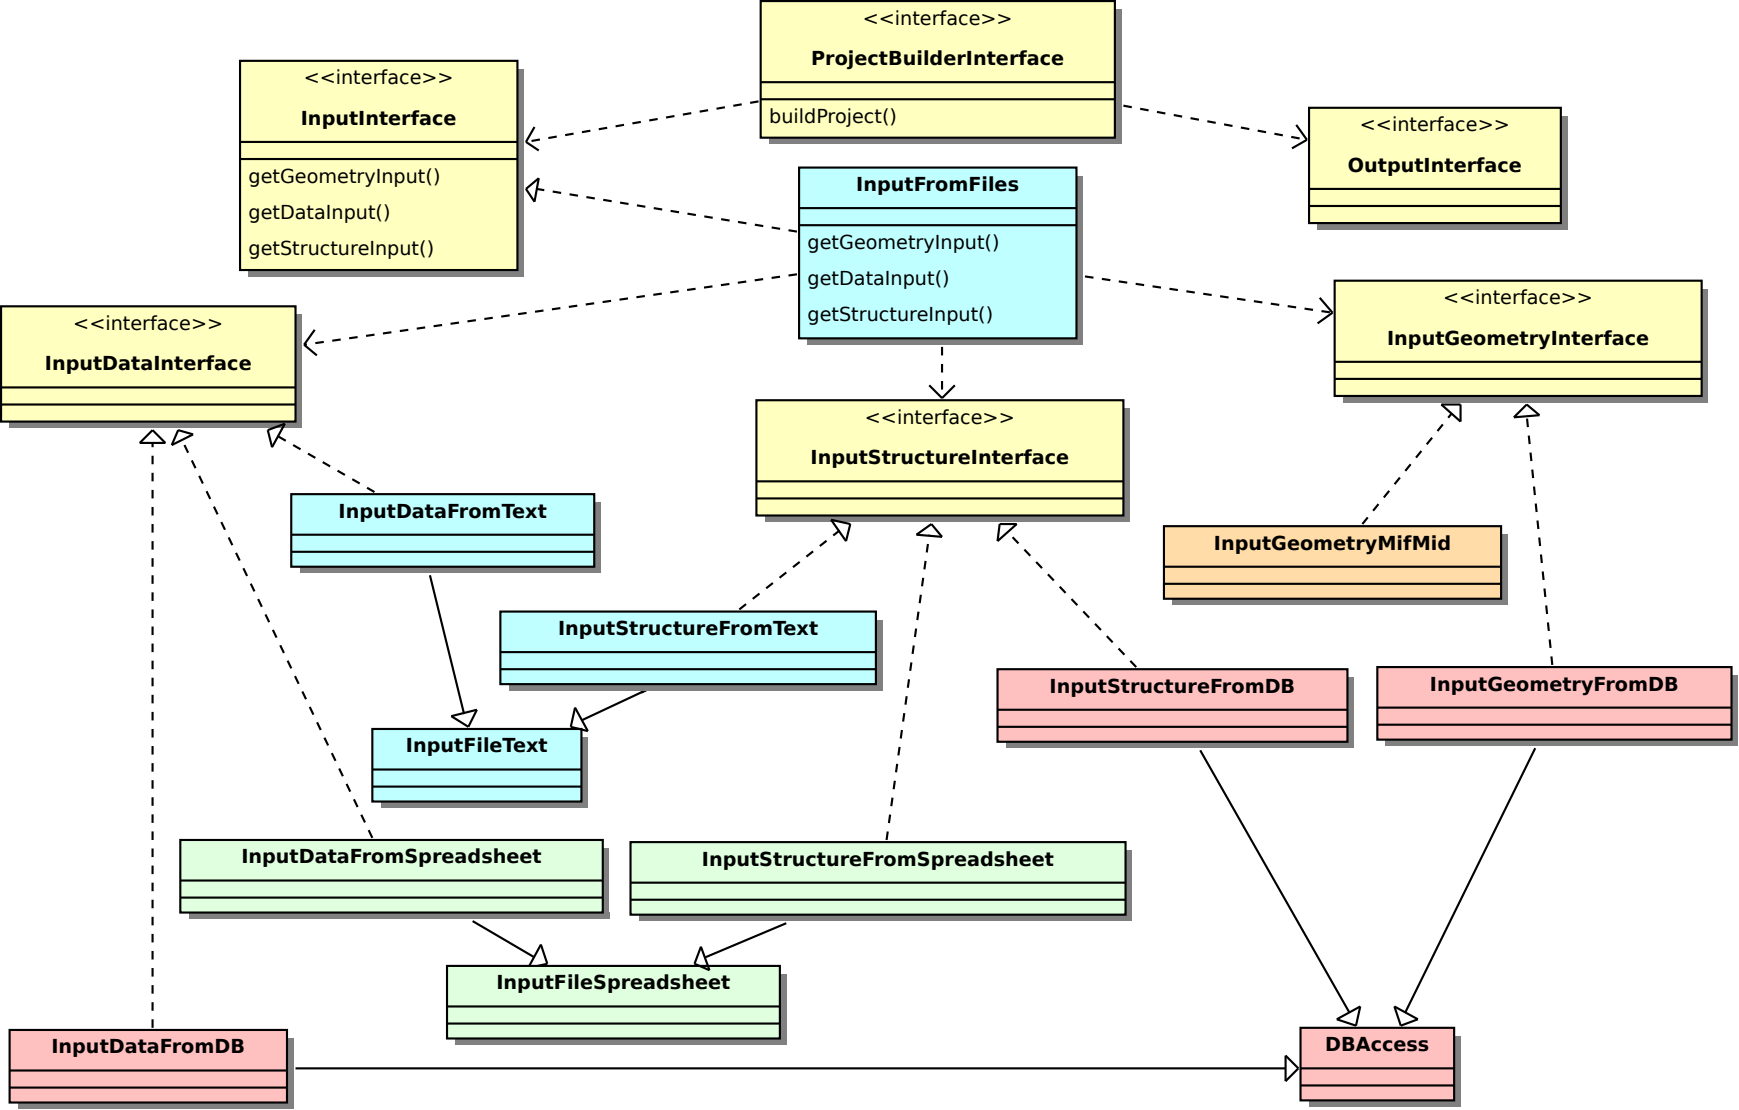 <<interface>>
ProjectBuilderInterface
buildProject()
<<interface>>
InputInterface
getGeometryInput()
getDataInput()
getStructureInput()
<<interface>>
OutputInterface
InputFromFiles
getGeometryInput()
getDataInput()
getStructureInput()
<<interface>>
InputDataInterface
<<interface>>
InputGeometryInterface
<<interface>>
InputStructureInterface
InputDataFromText
InputGeometryMifMid
InputStructureFromText
InputStructureFromDB
InputGeometryFromDB
InputFileText
InputDataFromSpreadsheet
InputStructureFromSpreadsheet
InputFileSpreadsheet
InputDataFromDB
DBAccess